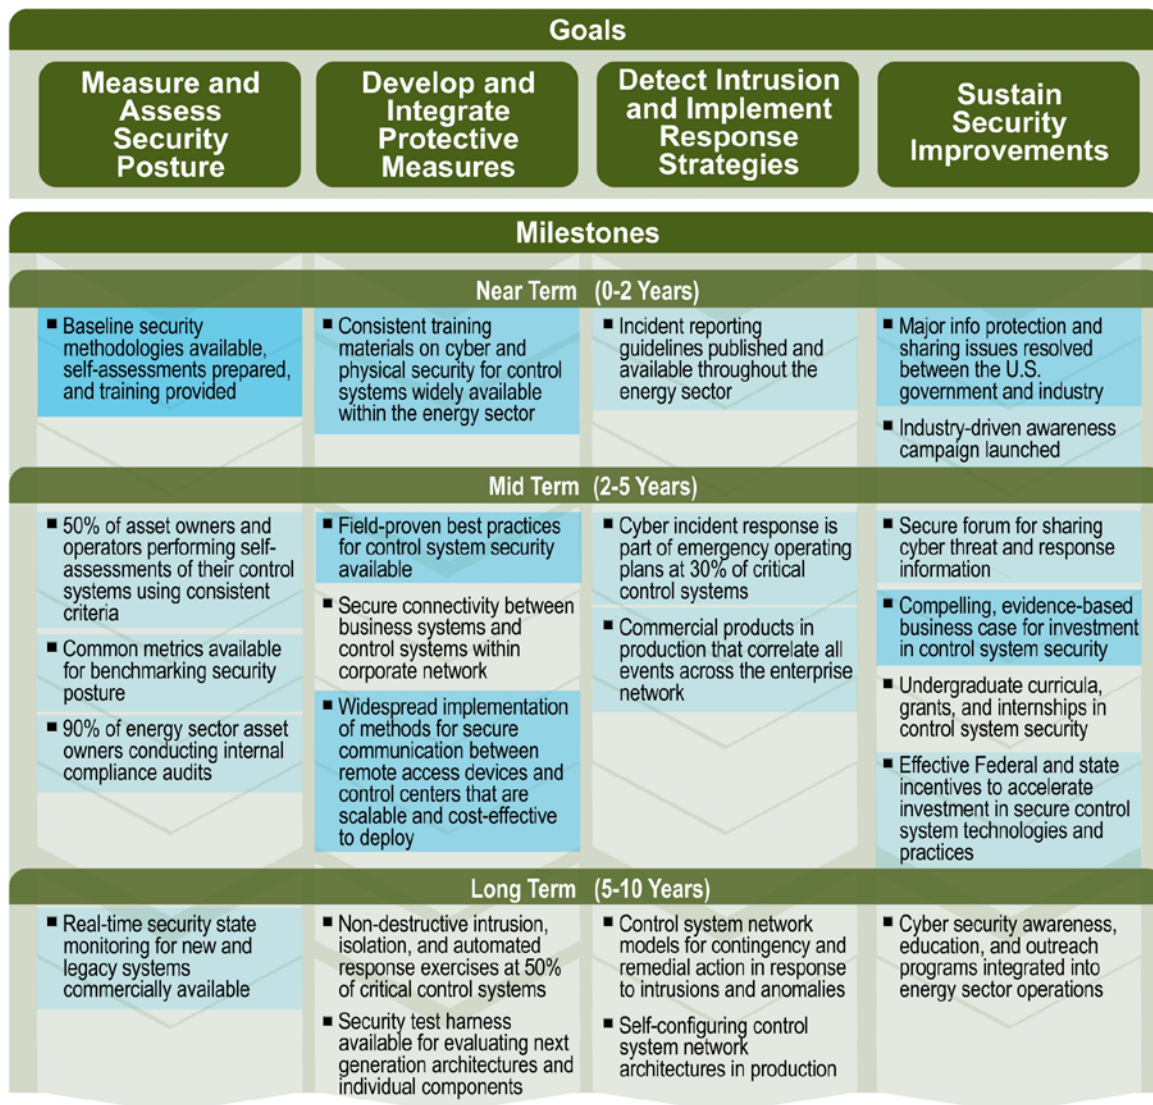 Goals
Measure and
Assess
Security
Posture
Develop and
Integrate
Protective
Measures
Detect Intrusion
and Implement
Response
Strategies
Sustain
Security
Improvements
Milestones
Near Term (0-2 Years)
■ Baseline security
methodologies available,
self-assessments prepared,
and training provided
■ Consistent training
materials on cyber and
physical security for control
systems widely available
within the energy sector
■ Incident reporting
guidelines published and
available throughout the
energy sector
■ Major info protection and
sharing issues resolved
between the U.S.
government and industry
■ Industry-driven awareness
campaign launched
Mid Term (2-5 Years)
■ 50% of asset owners and
operators performing self-
assessments of their control
systems using consistent
criteria
■ Common metrics available
for benchmarking security
posture
■ 90% of energy sector asset
owners conducting internal
compliance audits
■ Field-proven best practices
for control system security
available
■ Secure connectivity between
business systems and
control systems within
corporate network
■ Widespread implementation
of methods for secure
communication between
remote access devices and
control centers that are
scalable and cost-effective
to deploy
■ Cyber incident response is
part of emergency operating
plans at 30% of critical
control systems
■ Commercial products in
production that correlate all
events across the enterprise
network
■ Secure forum for sharing
cyber threat and response
information
■ Compelling, evidence-based
business case for investment
in control system security
■ Undergraduate curricula,
grants, and internships in
control system security
■ Effective Federal and state
incentives to accelerate
investment in secure control
system technologies and
practices
Long Term (5-10 Years)
■ Real-time security state
monitoring for new and
legacy systems
commercially available
■ Non-destructive intrusion,
isolation, and automated
response exercises at 50%
of critical control systems
■ Security test harness
available for evaluating next
generation architectures and
individual components
■ Control system network
models for contingency and
remedial action in response
to intrusions and anomalies
■ Self-configuring control
system network
architectures in production
■ Cyber security awareness,
education, and outreach
programs integrated into
energy sector operations